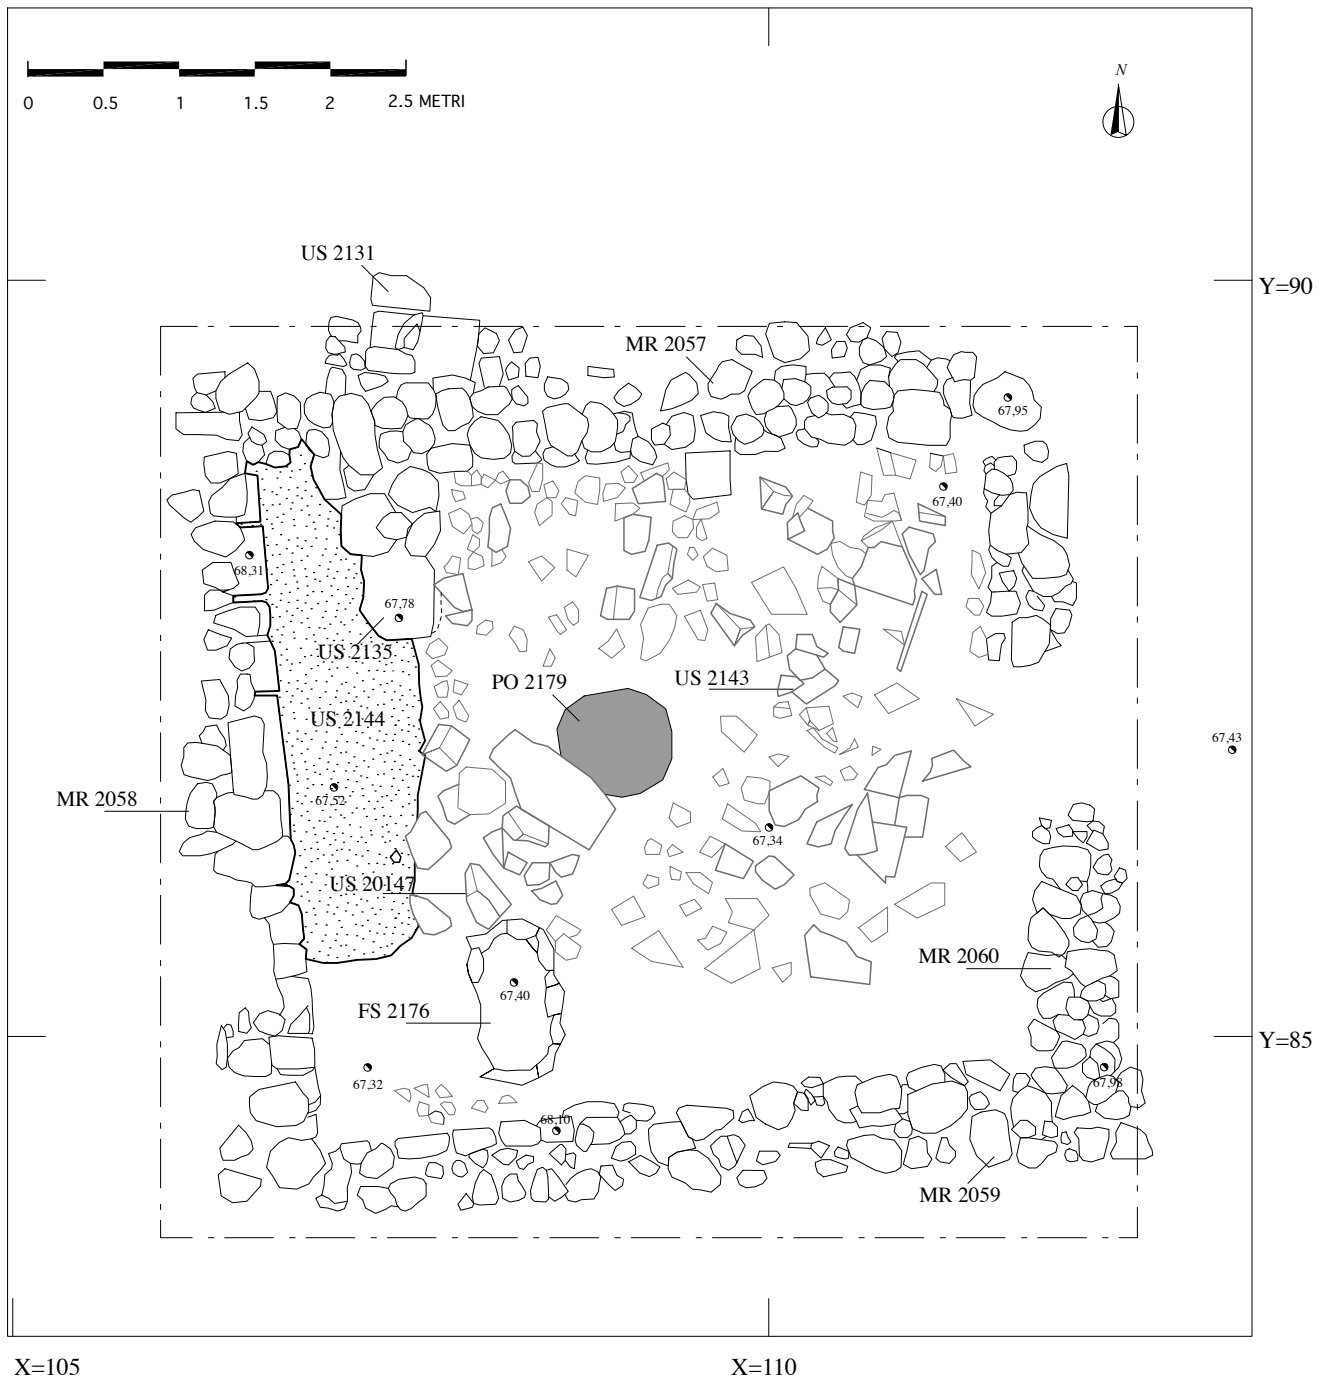 N
0 0.5 1 1.5 2 2.5 METRI
US 2131
Y=90
MR 2057
67,95
67,40
68,31
67,78
US 2135
PO 2179
US 2143
US 2144
67,43
67,52
MR 2058
67,34
US 20147
MR 2060
67,40
FS 2176
Y=85
67,32
67,98
68,10
MR 2059
X=105
X=110